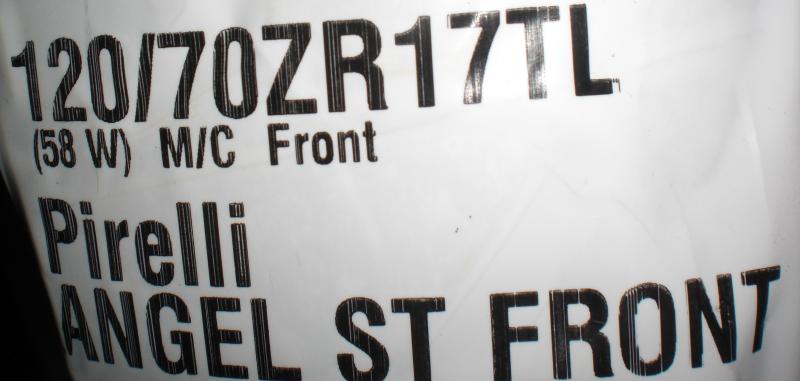 120/70ZR17TL
(58 W) M/C Front
Pirelli
ANGEL ST FRONT